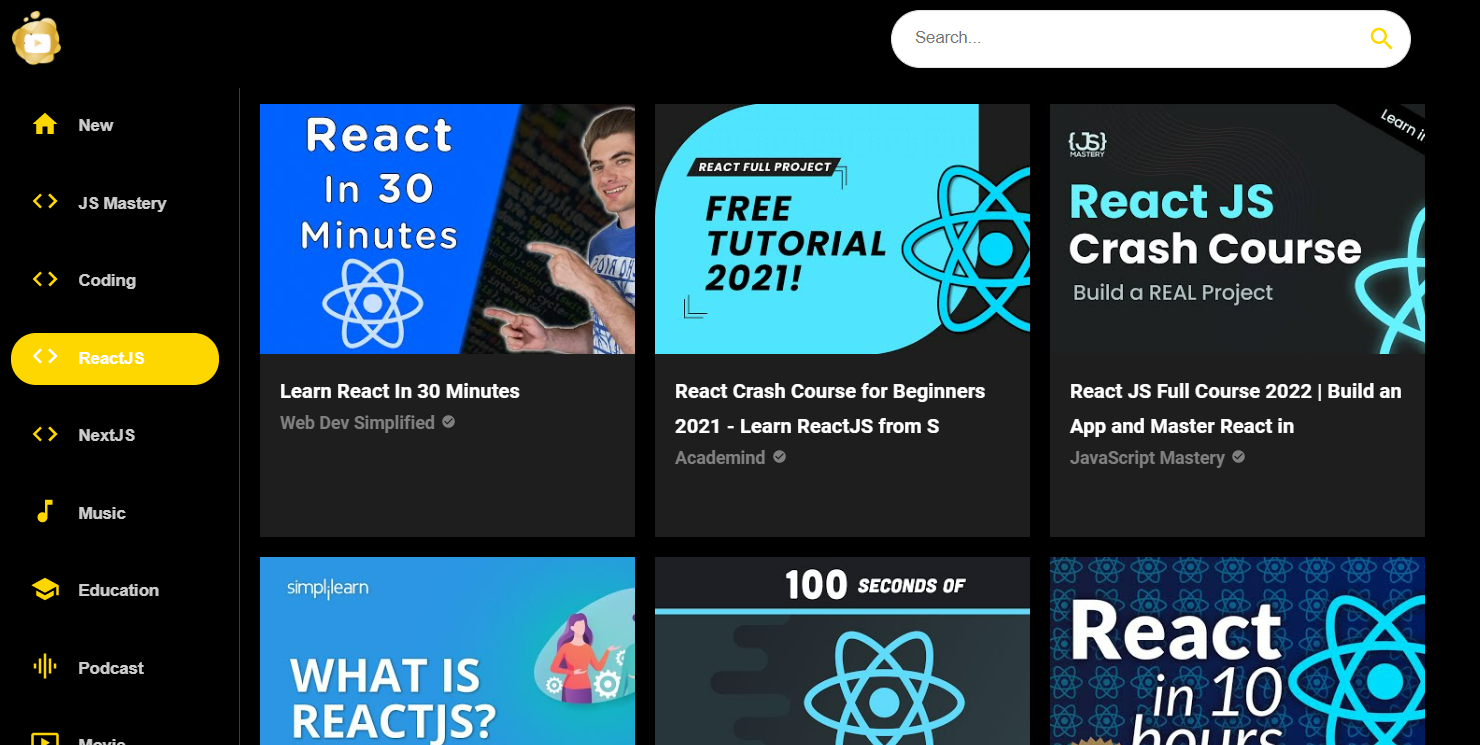 Search...
New
JS Mastery
Coding
ReactJS
NextJS
Music
Education
Podcast
Movie
React
In 30
Minutes
Learn React In 30 Minutes
Web Dev Simplified
REACT FULL PROJECT
FREE
TUTORIAL
2021!
React Crash Course for Beginners
2021 - Learn ReactJS from S
Academind
{JS}
MASTERY
Learn in
React JS
Crash Course
Build a REAL Project
React JS Full Course 2022 | Build an
App and Master React in
JavaScript Mastery
simplilearn
WHAT IS
REACTJS?
100 SECONDS OF
React
in 10
hours